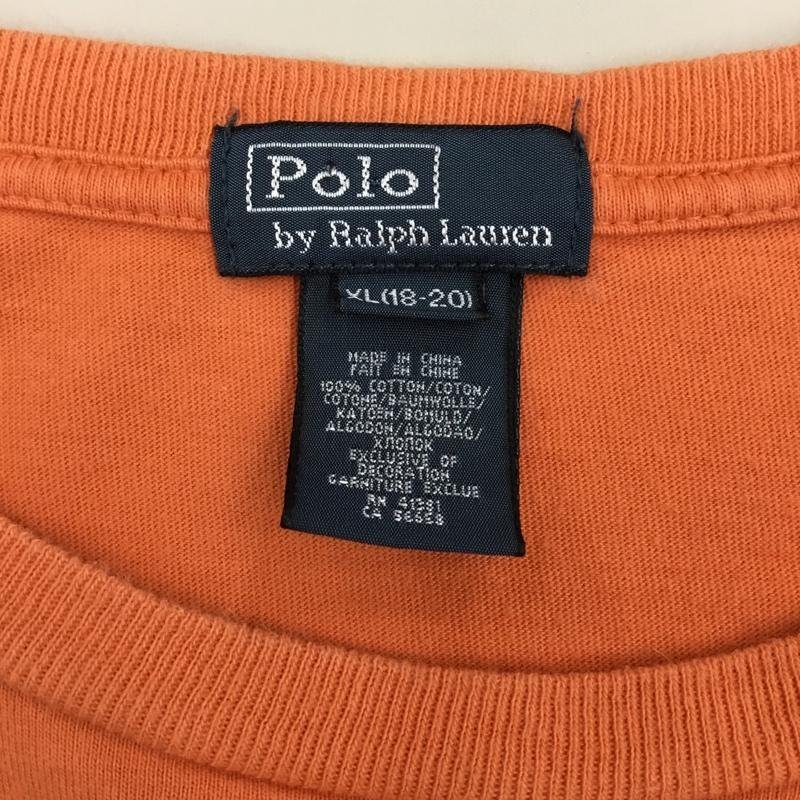 Polo
by Ralph Lauren
XL(18-20)
MADE IN CHINA
FAIT EN CHINE
100% COTTON/COTON/
COTONE/BAUMWOLLE/
KATOEN/BOMULD/
ALGODON/ALGODAO/
ХЛОПОК
EXCLUSIVE OF
DECORATION
GARNITURE EXCLUE
RN 41381
CA 56558